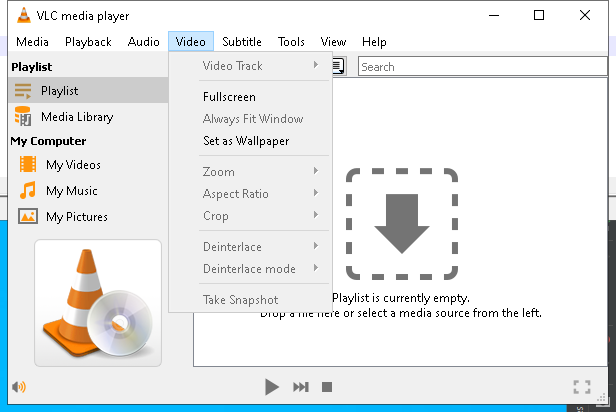 VLC media player
Media Playback Audio Video Subtitle Tools View Help
Playlist
Playlist
Media Library
My Computer
My Videos
My Music
My Pictures
Video Track
Fullscreen
Always Fit Window
Set as Wallpaper
Zoom
Aspect Ratio
Crop
Deinterlace
Deinterlace mode
Take Snapshot
Search
Playlist is currently empty.
Drop a file here or select a media source from the left.